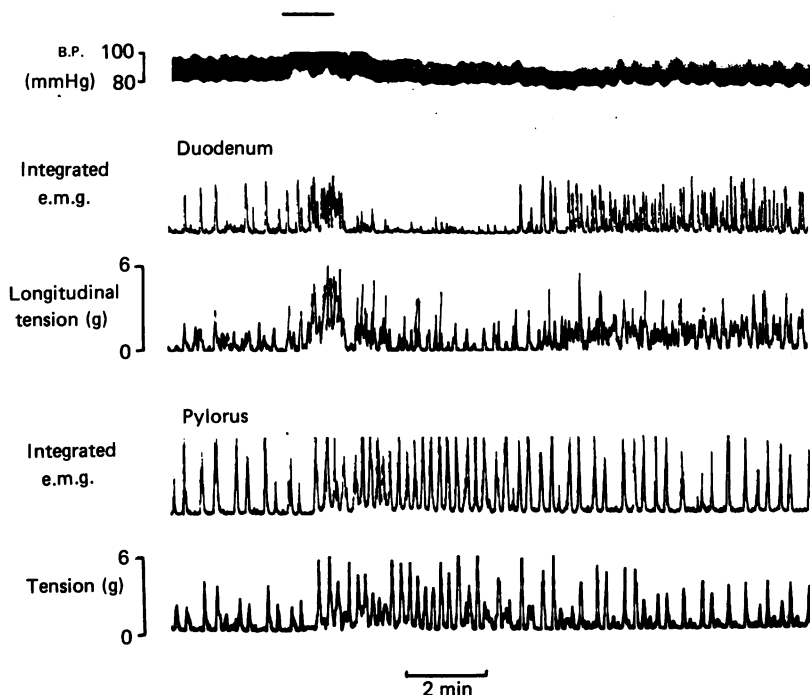 B.P. 100
(mmHg) 80
Duodenum
Integrated
e.m.g.
6
Longitudinal
tension (g)
0
Pylorus
Integrated
e.m.g.
6
Tension (g)
0
2 min